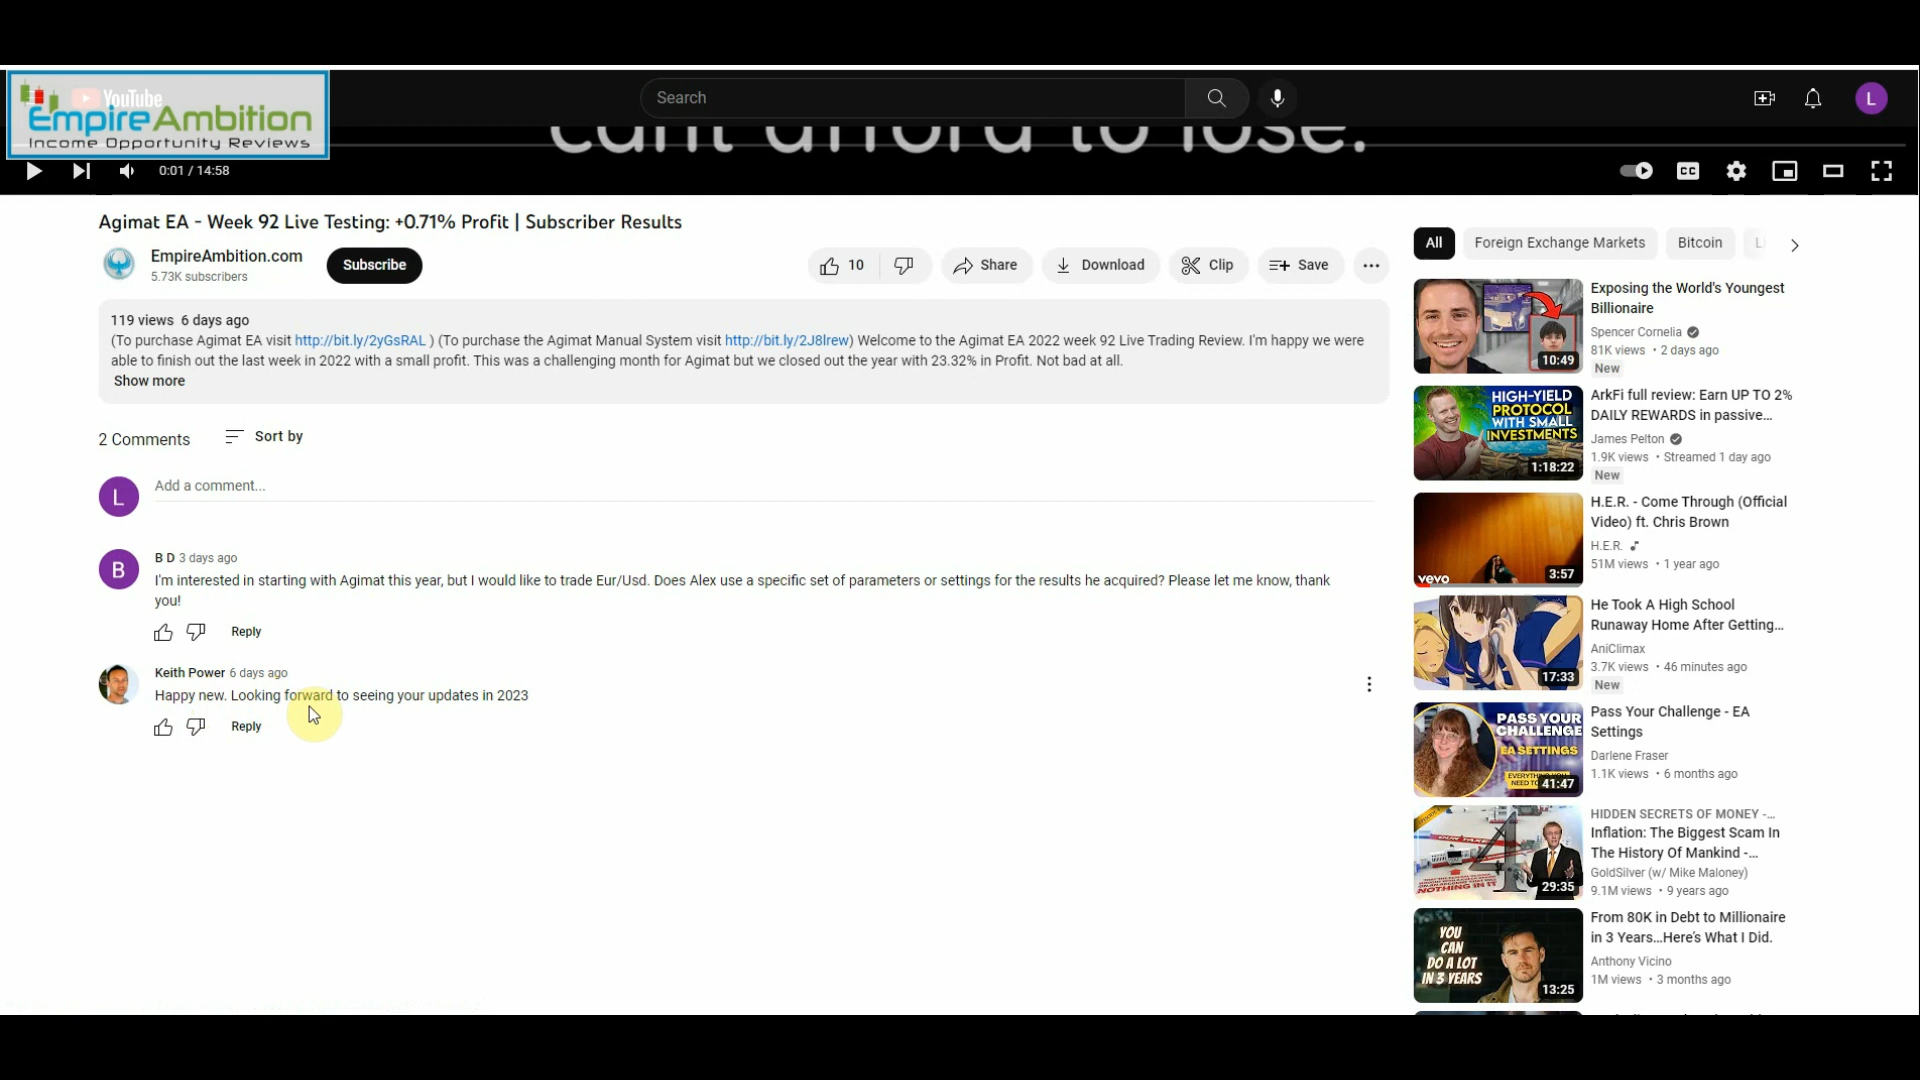 YouTube
EmpireAmbition
Income Opportunity Reviews
Search
L
cant afford to lose.
0:01 / 14:58
CC
Agimat EA - Week 92 Live Testing: +0.71% Profit | Subscriber Results
EmpireAmbition.com
5.73K subscribers
Subscribe
10
Share
Download
Clip
Save
119 views 6 days ago
(To purchase Agimat EA visit http://bit.ly/2yGsRAL ) (To purchase the Agimat Manual System visit http://bit.ly/2J8lrew) Welcome to the Agimat EA 2022 week 92 Live Trading Review. I'm happy we were
able to finish out the last week in 2022 with a small profit. This was a challenging month for Agimat but we closed out the year with 23.32% in Profit. Not bad at all.
Show more
2 Comments
Sort by
L
Add a comment...
B
B D 3 days ago
I'm interested in starting with Agimat this year, but I would like to trade Eur/Usd. Does Alex use a specific set of parameters or settings for the results he acquired? Please let me know, thank
you!
Reply
Keith Power 6 days ago
Happy new. Looking forward to seeing your updates in 2023
Reply
All
Foreign Exchange Markets
Bitcoin
10:49
Exposing the World's Youngest
Billionaire
Spencer Cornelia
81K views • 2 days ago
New
HIGH-YIELD
PROTOCOL
WITH SMALL
INVESTMENTS
1:18:22
ArkFi full review: Earn UP TO 2%
DAILY REWARDS in passive...
James Pelton
1.9K views • Streamed 1 day ago
New
vevo
3:57
H.E.R. - Come Through (Official
Video) ft. Chris Brown
H.E.R.
51M views • 1 year ago
17:33
He Took A High School
Runaway Home After Getting...
AniClimax
3.7K views • 46 minutes ago
New
PASS YOUR
CHALLENGE
EA SETTINGS
41:47
Pass Your Challenge - EA
Settings
Darlene Fraser
1.1K views • 6 months ago
4
NOTHING IN IT
29:35
HIDDEN SECRETS OF MONEY -...
Inflation: The Biggest Scam In
The History Of Mankind -...
GoldSilver (w/ Mike Maloney)
9.1M views • 9 years ago
YOU
CAN
DO A LOT
IN 3 YEARS
13:25
From 80K in Debt to Millionaire
in 3 Years...Here's What I Did.
Anthony Vicino
1M views • 3 months ago